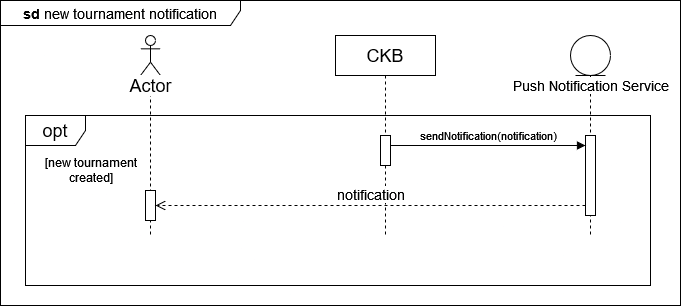 sd new tournament notification
Actor
CKB
Push Notification Service
opt
sendNotification(notification)
[new tournament
created]
notification